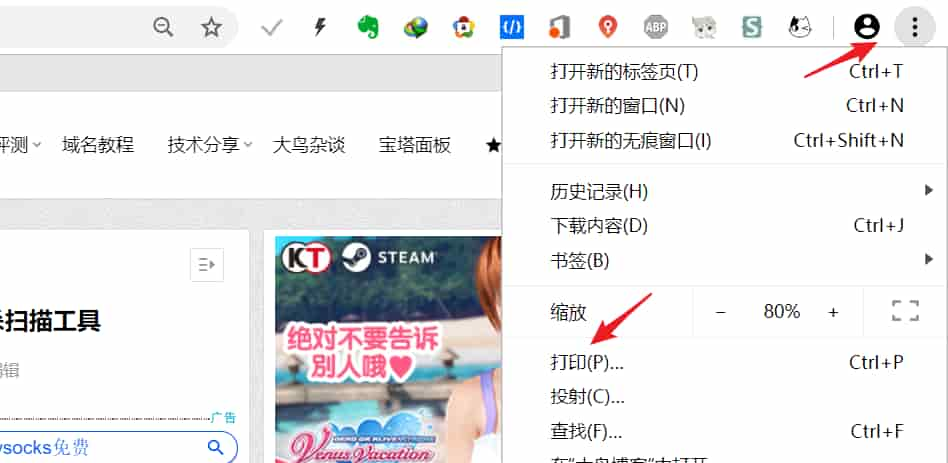 ABP
S
打开新的标签页(T) Ctrl+T
打开新的窗口(N) Ctrl+N
打开新的无痕窗口(I) Ctrl+Shift+N
评测 域名教程 技术分享 大鸟杂谈 宝塔面板
历史记录(H)
下载内容(D) Ctrl+J
书签(B)
缩放 − 80% +
打印(P)... Ctrl+P
投射(C)...
查找(F)... Ctrl+F
扫描工具
广告
socks免费
KT STEAM
绝对不要告诉
别人哦♥
DEAD OR ALIVE XTREME
Venus Vacation